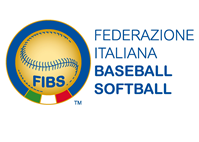 FEDERAZIONE
ITALIANA
BASEBALL
SOFTBALL
FIBS
TM